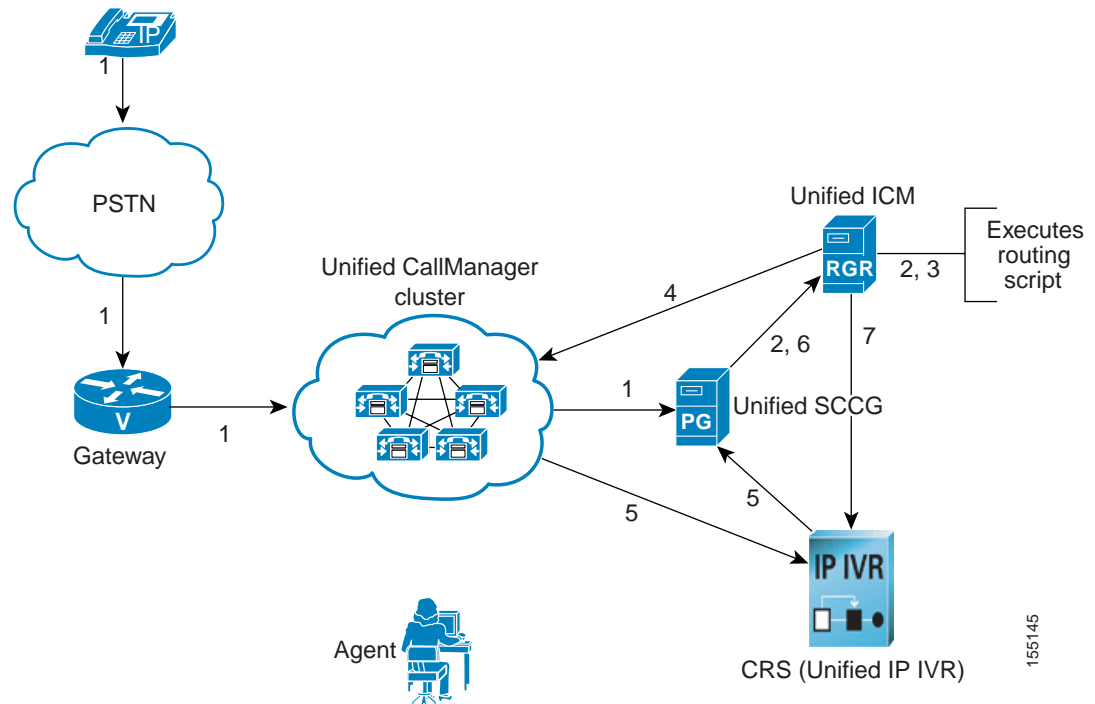 IP
1
PSTN
1
V
Gateway
1
Unified CallManager
cluster
1
PG
Unified SCCG
2, 6
4
Unified ICM
RGR
2, 3
Executes
routing
script
7
5
5
IP IVR
CRS (Unified IP IVR)
Agent
155145